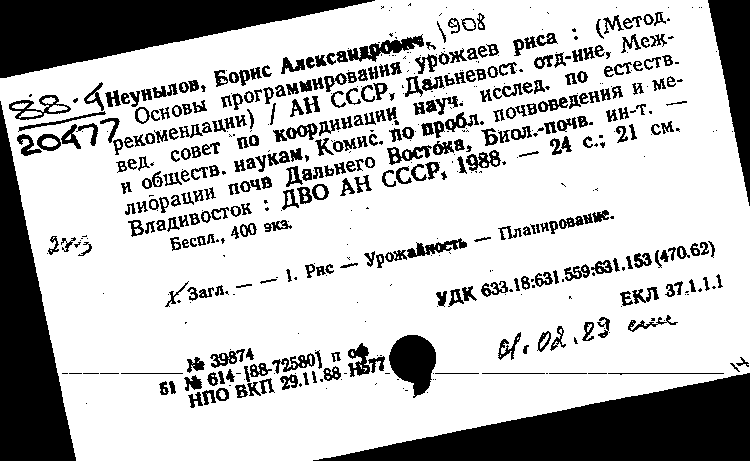 1908
88-4
20477
Неунылов, Борис Александрович.
Основы программирования урожаев риса : (Метод.
рекомендации) / АН СССР, Дальневост. отд-ние, Меж-
вед. совет по координации науч. исслед. по естеств.
и обществ. наукам, Комис. по пробл. почвоведения и ме-
лиорации почв Дальнего Востока, Биол.-почв. ин-т. —
Владивосток : ДВО АН СССР, 1988. — 24 с.; 21 см.
Беспл., 400 экз.
X. Загл. — — 1. Рис — Урожайность — Планирование.
УДК 633.18:631.559:631.153(470.62)
ЕКЛ 37.1.1.1
№ 39874
51 № 614 [88-72580] п оф
НПО ВКП 29.11.88 Н577
01.02.89